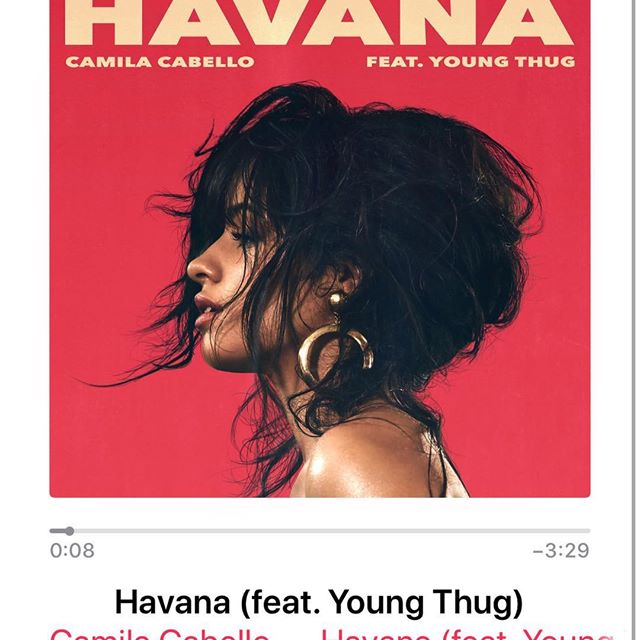 HAVANA
CAMILA CABELLO FEAT. YOUNG THUG
0:08 −3:29
Havana (feat. Young Thug)
Camila Cabello — Havana (feat. Young